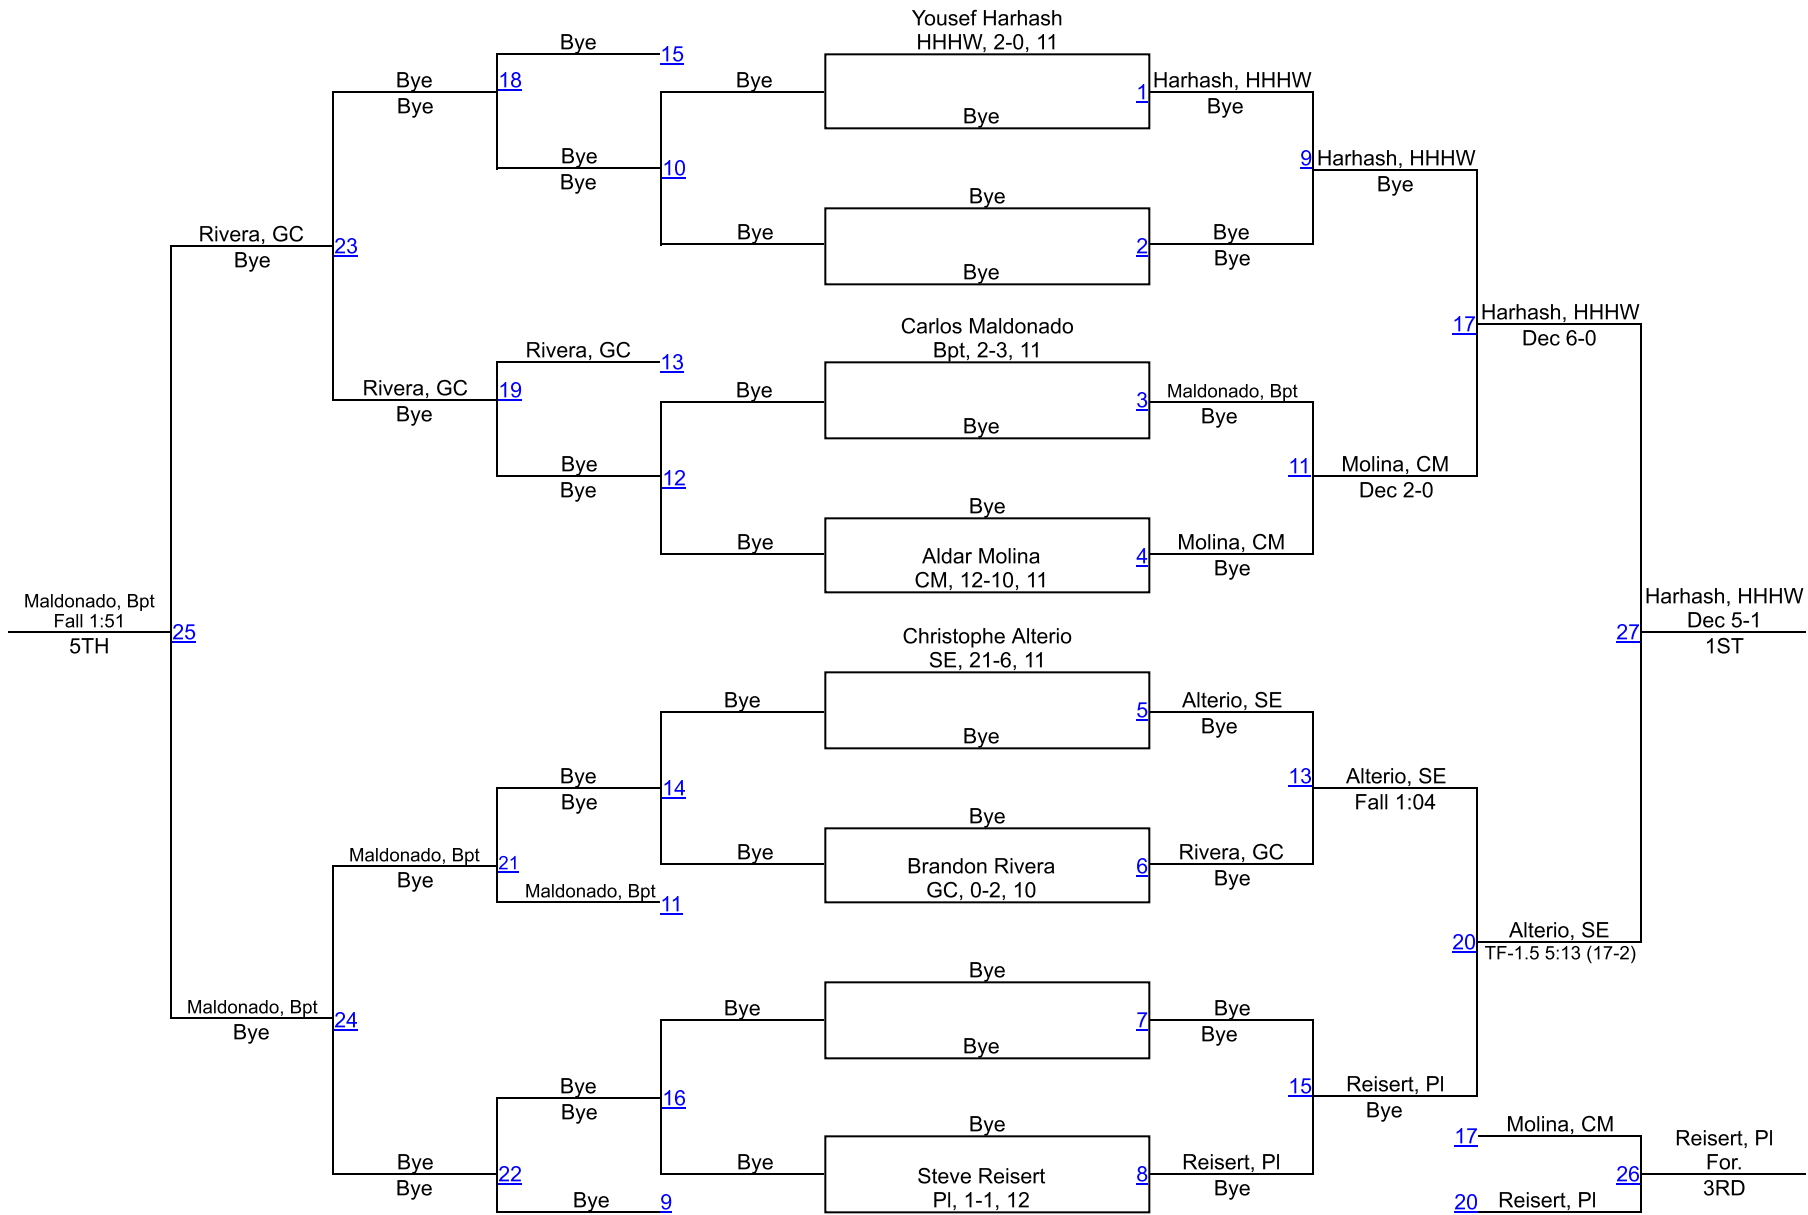 Yousef Harhash
HHHW, 2-0, 11
Bye
15
Bye
18
Bye
Bye
1
Harhash, HHHW
Bye
Bye
Bye
Bye
10
Bye
9
Harhash, HHHW
Bye
Bye
Bye
2
Bye
Bye
Bye
Rivera, GC
23
Bye
Carlos Maldonado
Bpt, 2-3, 11
17
Harhash, HHHW
Dec 6-0
Rivera, GC
13
Rivera, GC
19
Bye
Bye
3
Maldonado, Bpt
Bye
Bye
Bye
12
Bye
11
Molina, CM
Dec 2-0
Bye
Bye
Aldar Molina
CM, 12-10, 11
4
Molina, CM
Bye
Maldonado, Bpt
Fall 1:51
25
5TH
27
Harhash, HHHW
Dec 5-1
1ST
Christophe Alterio
SE, 21-6, 11
Bye
5
Alterio, SE
Bye
Bye
Bye
14
Bye
13
Alterio, SE
Fall 1:04
Bye
Bye
Brandon Rivera
GC, 0-2, 10
6
Rivera, GC
Bye
Maldonado, Bpt
21
Bye
Maldonado, Bpt
11
20
Alterio, SE
TF-1.5 5:13 (17-2)
Bye
Bye
7
Bye
Bye
Bye
Maldonado, Bpt
24
Bye
Bye
16
Bye
15
Reisert, Pl
Bye
Bye
Bye
Steve Reisert
Pl, 1-1, 12
8
Reisert, Pl
Bye
Bye
22
Bye
Bye
9
17
Molina, CM
26
Reisert, Pl
For.
3RD
20
Reisert, Pl